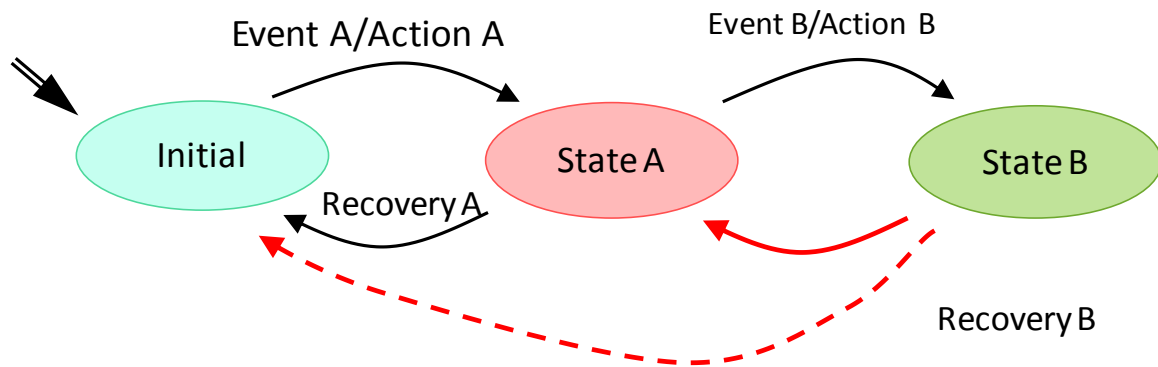 Event A/Action A
Event B/Action B
Initial
State A
State B
Recovery A
Recovery B